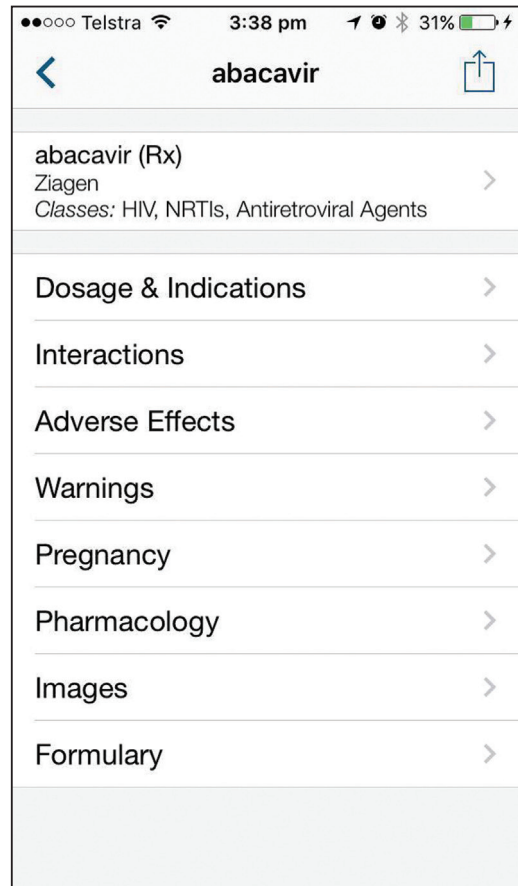 Telstra 3:38 pm 31%
abacavir
abacavir (Rx)
Ziagen
Classes: HIV, NRTIs, Antiretroviral Agents
Dosage & Indications
Interactions
Adverse Effects
Warnings
Pregnancy
Pharmacology
Images
Formulary